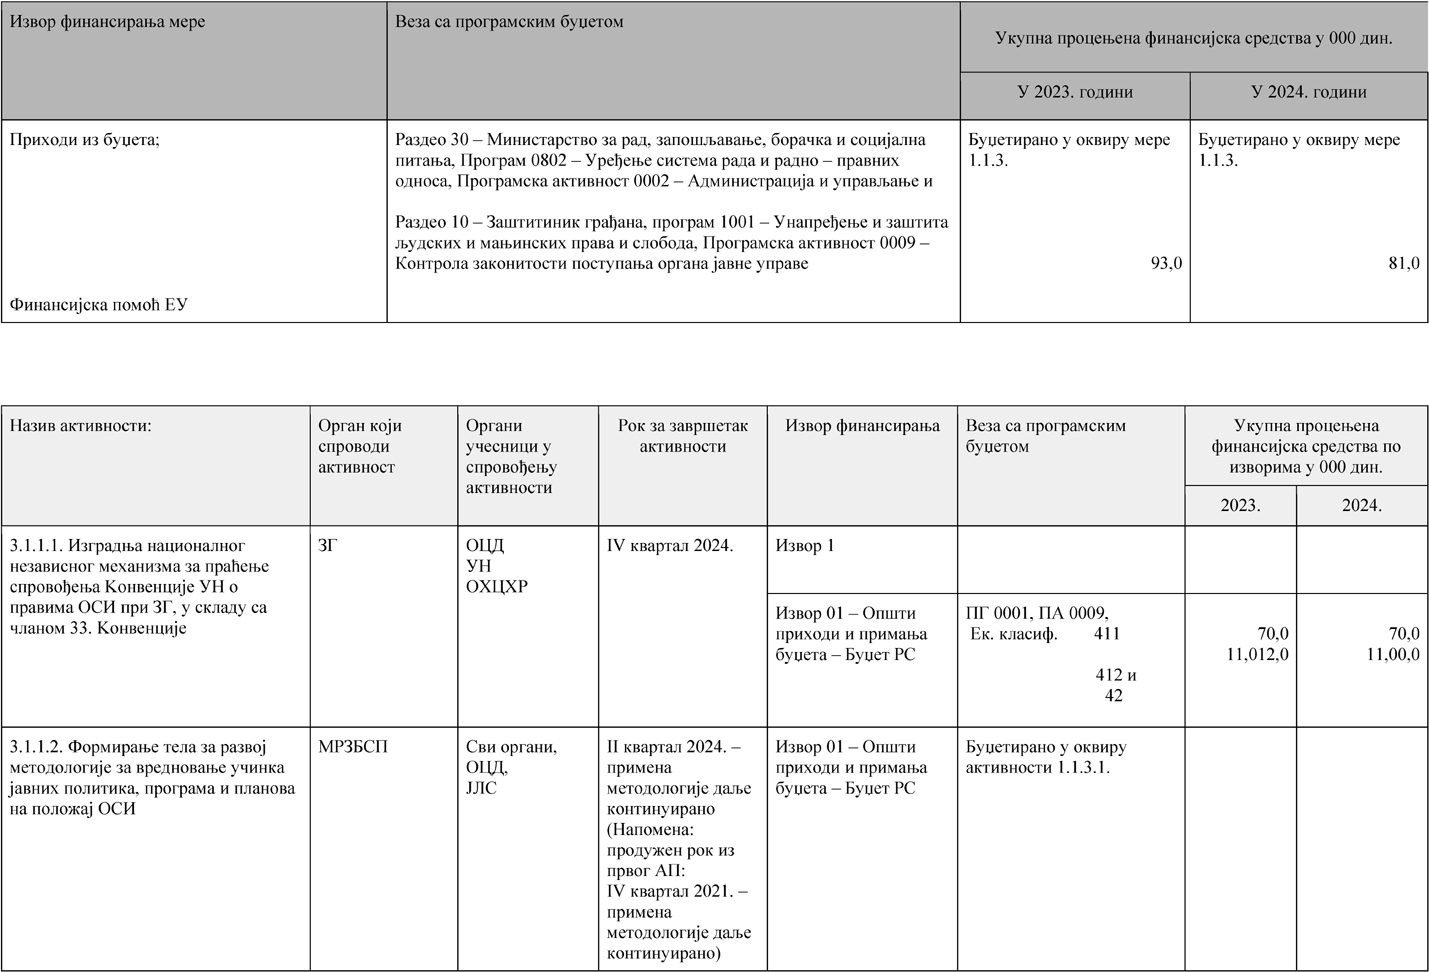 Извор финансирања мере
Веза са програмским буџетом
Укупна процењена финансијска средства у 000 дин.
У 2023. години
У 2024. години
Приходи из буџета;
Финансијска помоћ ЕУ
Раздео 30 – Министарство за рад, запошљавање, борачка и социјална
питања, Програм 0802 – Уређење система рада и радно – правних
односа, Програмска активност 0002 – Администрација и управљање и
Раздео 10 – Заштитиник грађана, програм 1001 – Унапређење и заштита
људских и мањинских права и слобода, Програмска активност 0009 –
Контрола законитости поступања органа јавне управе
Буџетирано у оквиру мере
1.1.3.
93,0
Буџетирано у оквиру мере
1.1.3.
81,0
Назив активности:
Орган који
спроводи
активност
Органи
учесници у
спровођењу
активности
Рок за завршетак
активности
Извор финансирања
Веза са програмским
буџетом
Укупна процењена
финансијска средства по
изворима у 000 дин.
2023.
2024.
3.1.1.1. Изградња националног
независног механизма за праћење
спровођења Конвенције УН о
правима ОСИ при ЗГ, у складу са
чланом 33. Конвенције
ЗГ
ОЦД
УН
ОХЦХР
IV квартал 2024.
Извор 1
Извор 01 – Општи
приходи и примања
буџета – Буџет РС
ПГ 0001, ПА 0009,
Ек. класиф. 411
412 и
42
70,0
11,012,0
70,0
11,00,0
3.1.1.2. Формирање тела за развој
методологије за вредновање учинка
јавних политика, програма и планова
на положај ОСИ
МРЗБСП
Сви органи,
ОЦД,
ЈЛС
II квартал 2024. –
примена
методологије даље
континуирано
(Напомена:
продужен рок из
првог АП:
IV квартал 2021. –
примена
методологије даље
континуирано)
Извор 01 – Општи
приходи и примања
буџета – Буџет РС
Буџетирано у оквиру
активности 1.1.3.1.